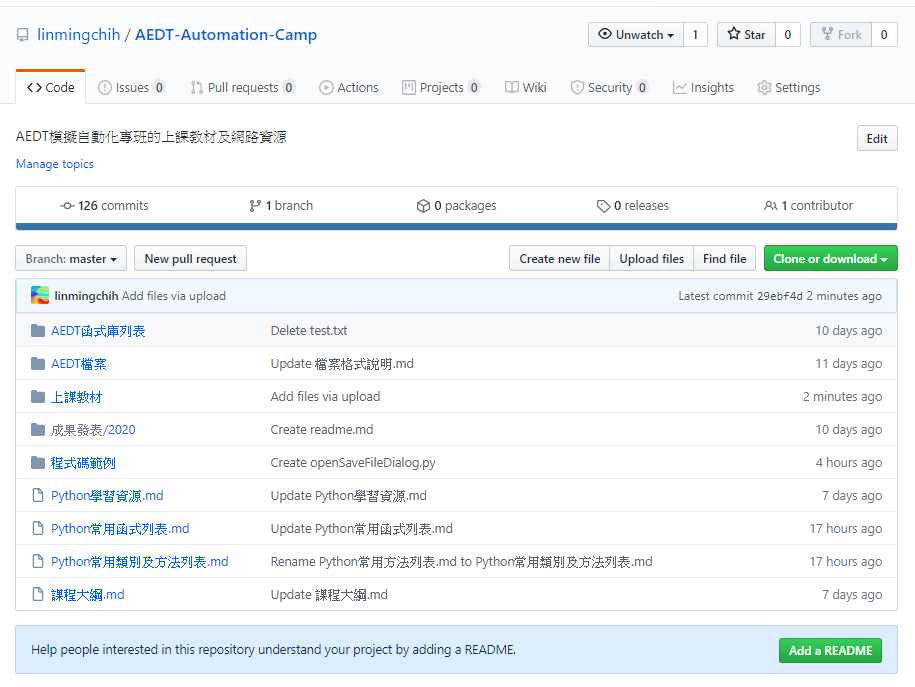 linmingchih / AEDT-Automation-Camp Unwatch 1 Star 0 Fork 0
Code Issues 0 Pull requests 0 Actions Projects 0 Wiki Security 0 Insights Settings
AEDT模擬自動化專班的上課教材及網路資源 Edit
Manage topics
126 commits 1 branch 0 packages 0 releases 1 contributor
Branch: master New pull request Create new file Upload files Find file Clone or download
linmingchih Add files via upload Latest commit 29ebf4d 2 minutes ago
AEDT函式庫列表 Delete test.txt 10 days ago
AEDT檔案 Update 檔案格式說明.md 11 days ago
上課教材 Add files via upload 2 minutes ago
成果發表/2020 Create readme.md 10 days ago
程式碼範例 Create openSaveFileDialog.py 4 hours ago
Python學習資源.md Update Python學習資源.md 7 days ago
Python常用函式列表.md Update Python常用函式列表.md 17 hours ago
Python常用類別及方法列表.md Rename Python常用方法列表.md to Python常用類別及方法列表.md 17 hours ago
課程大綱.md Update 課程大綱.md 7 days ago
Help people interested in this repository understand your project by adding a README. Add a README